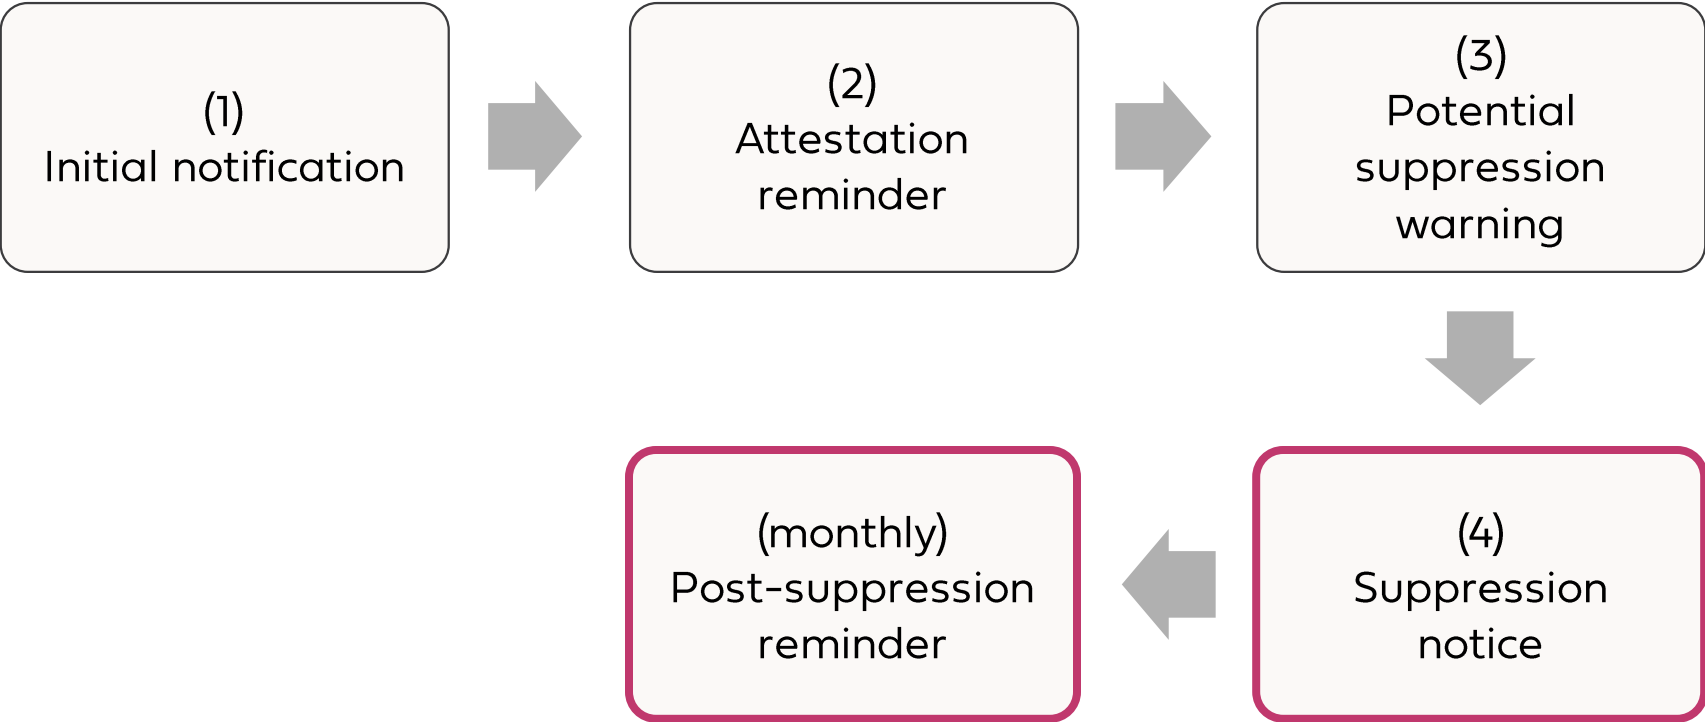 (1)
Initial notification
(2)
Attestation
reminder
(3)
Potential
suppression
warning
(4)
Suppression
notice
(monthly)
Post-suppression
reminder